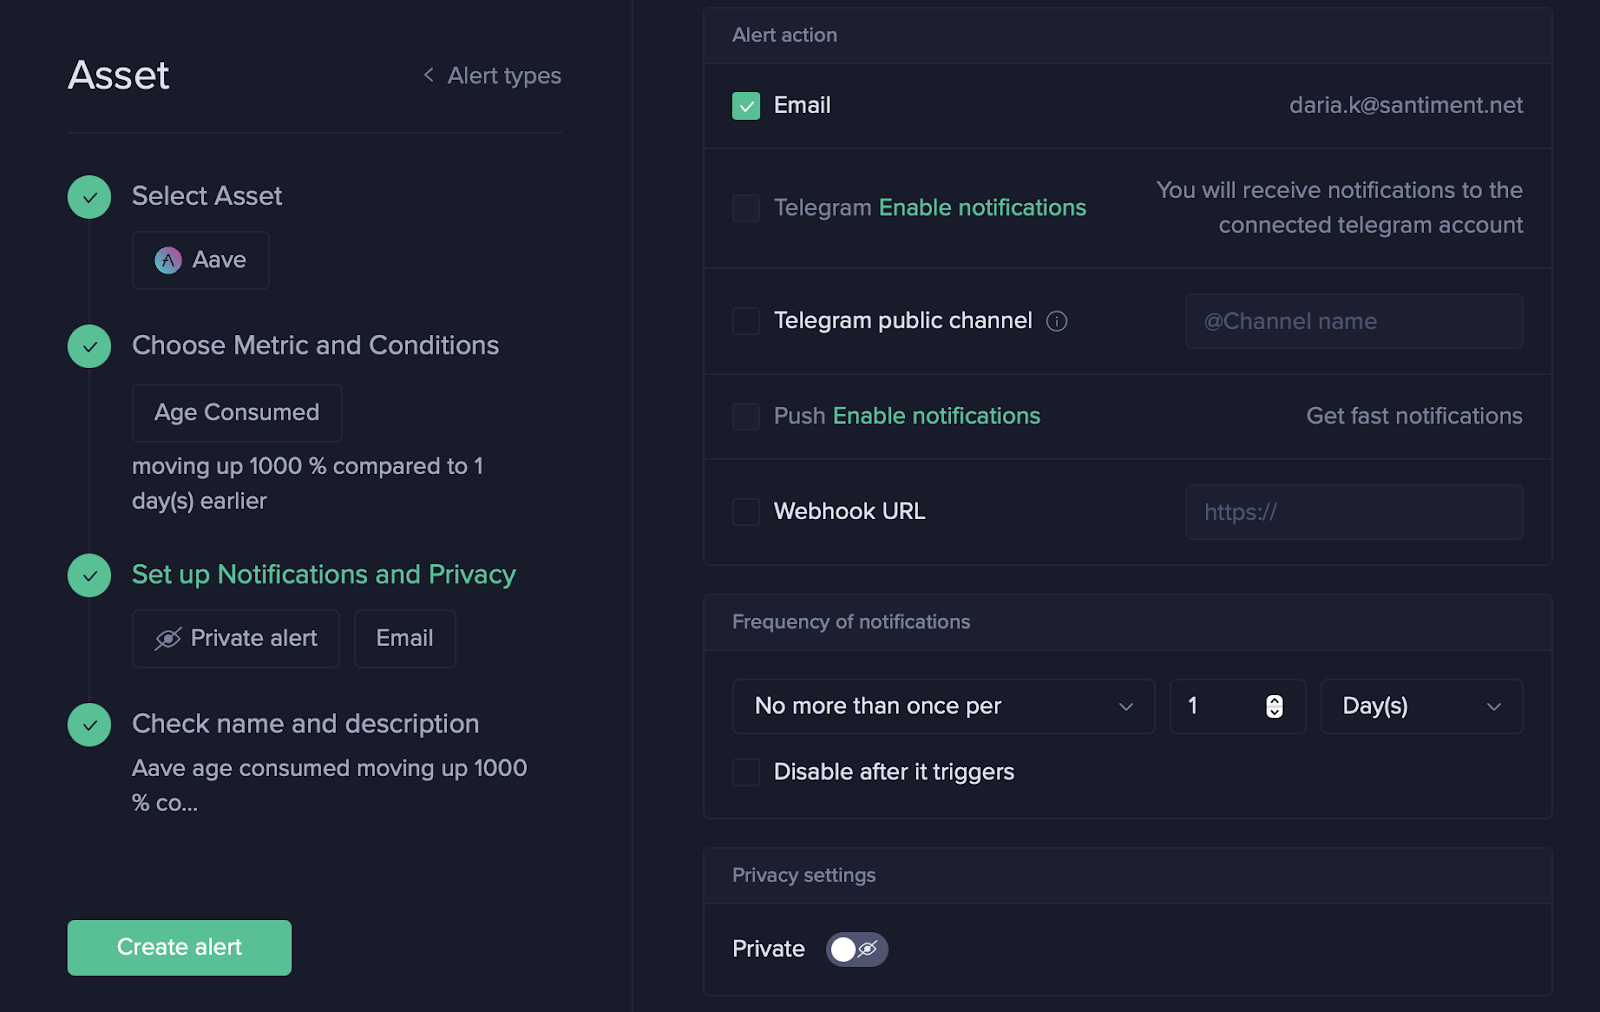 Asset
Alert types
Select Asset
Aave
Choose Metric and Conditions
Age Consumed
moving up 1000 % compared to 1
day(s) earlier
Set up Notifications and Privacy
Private alert
Email
Check name and description
Aave age consumed moving up 1000
% co...
Create alert
Alert action
Email
daria.k@santiment.net
Telegram Enable notifications
You will receive notifications to the
connected telegram account
Telegram public channel
@Channel name
Push Enable notifications
Get fast notifications
Webhook URL
https://
Frequency of notifications
No more than once per
1
Day(s)
Disable after it triggers
Privacy settings
Private